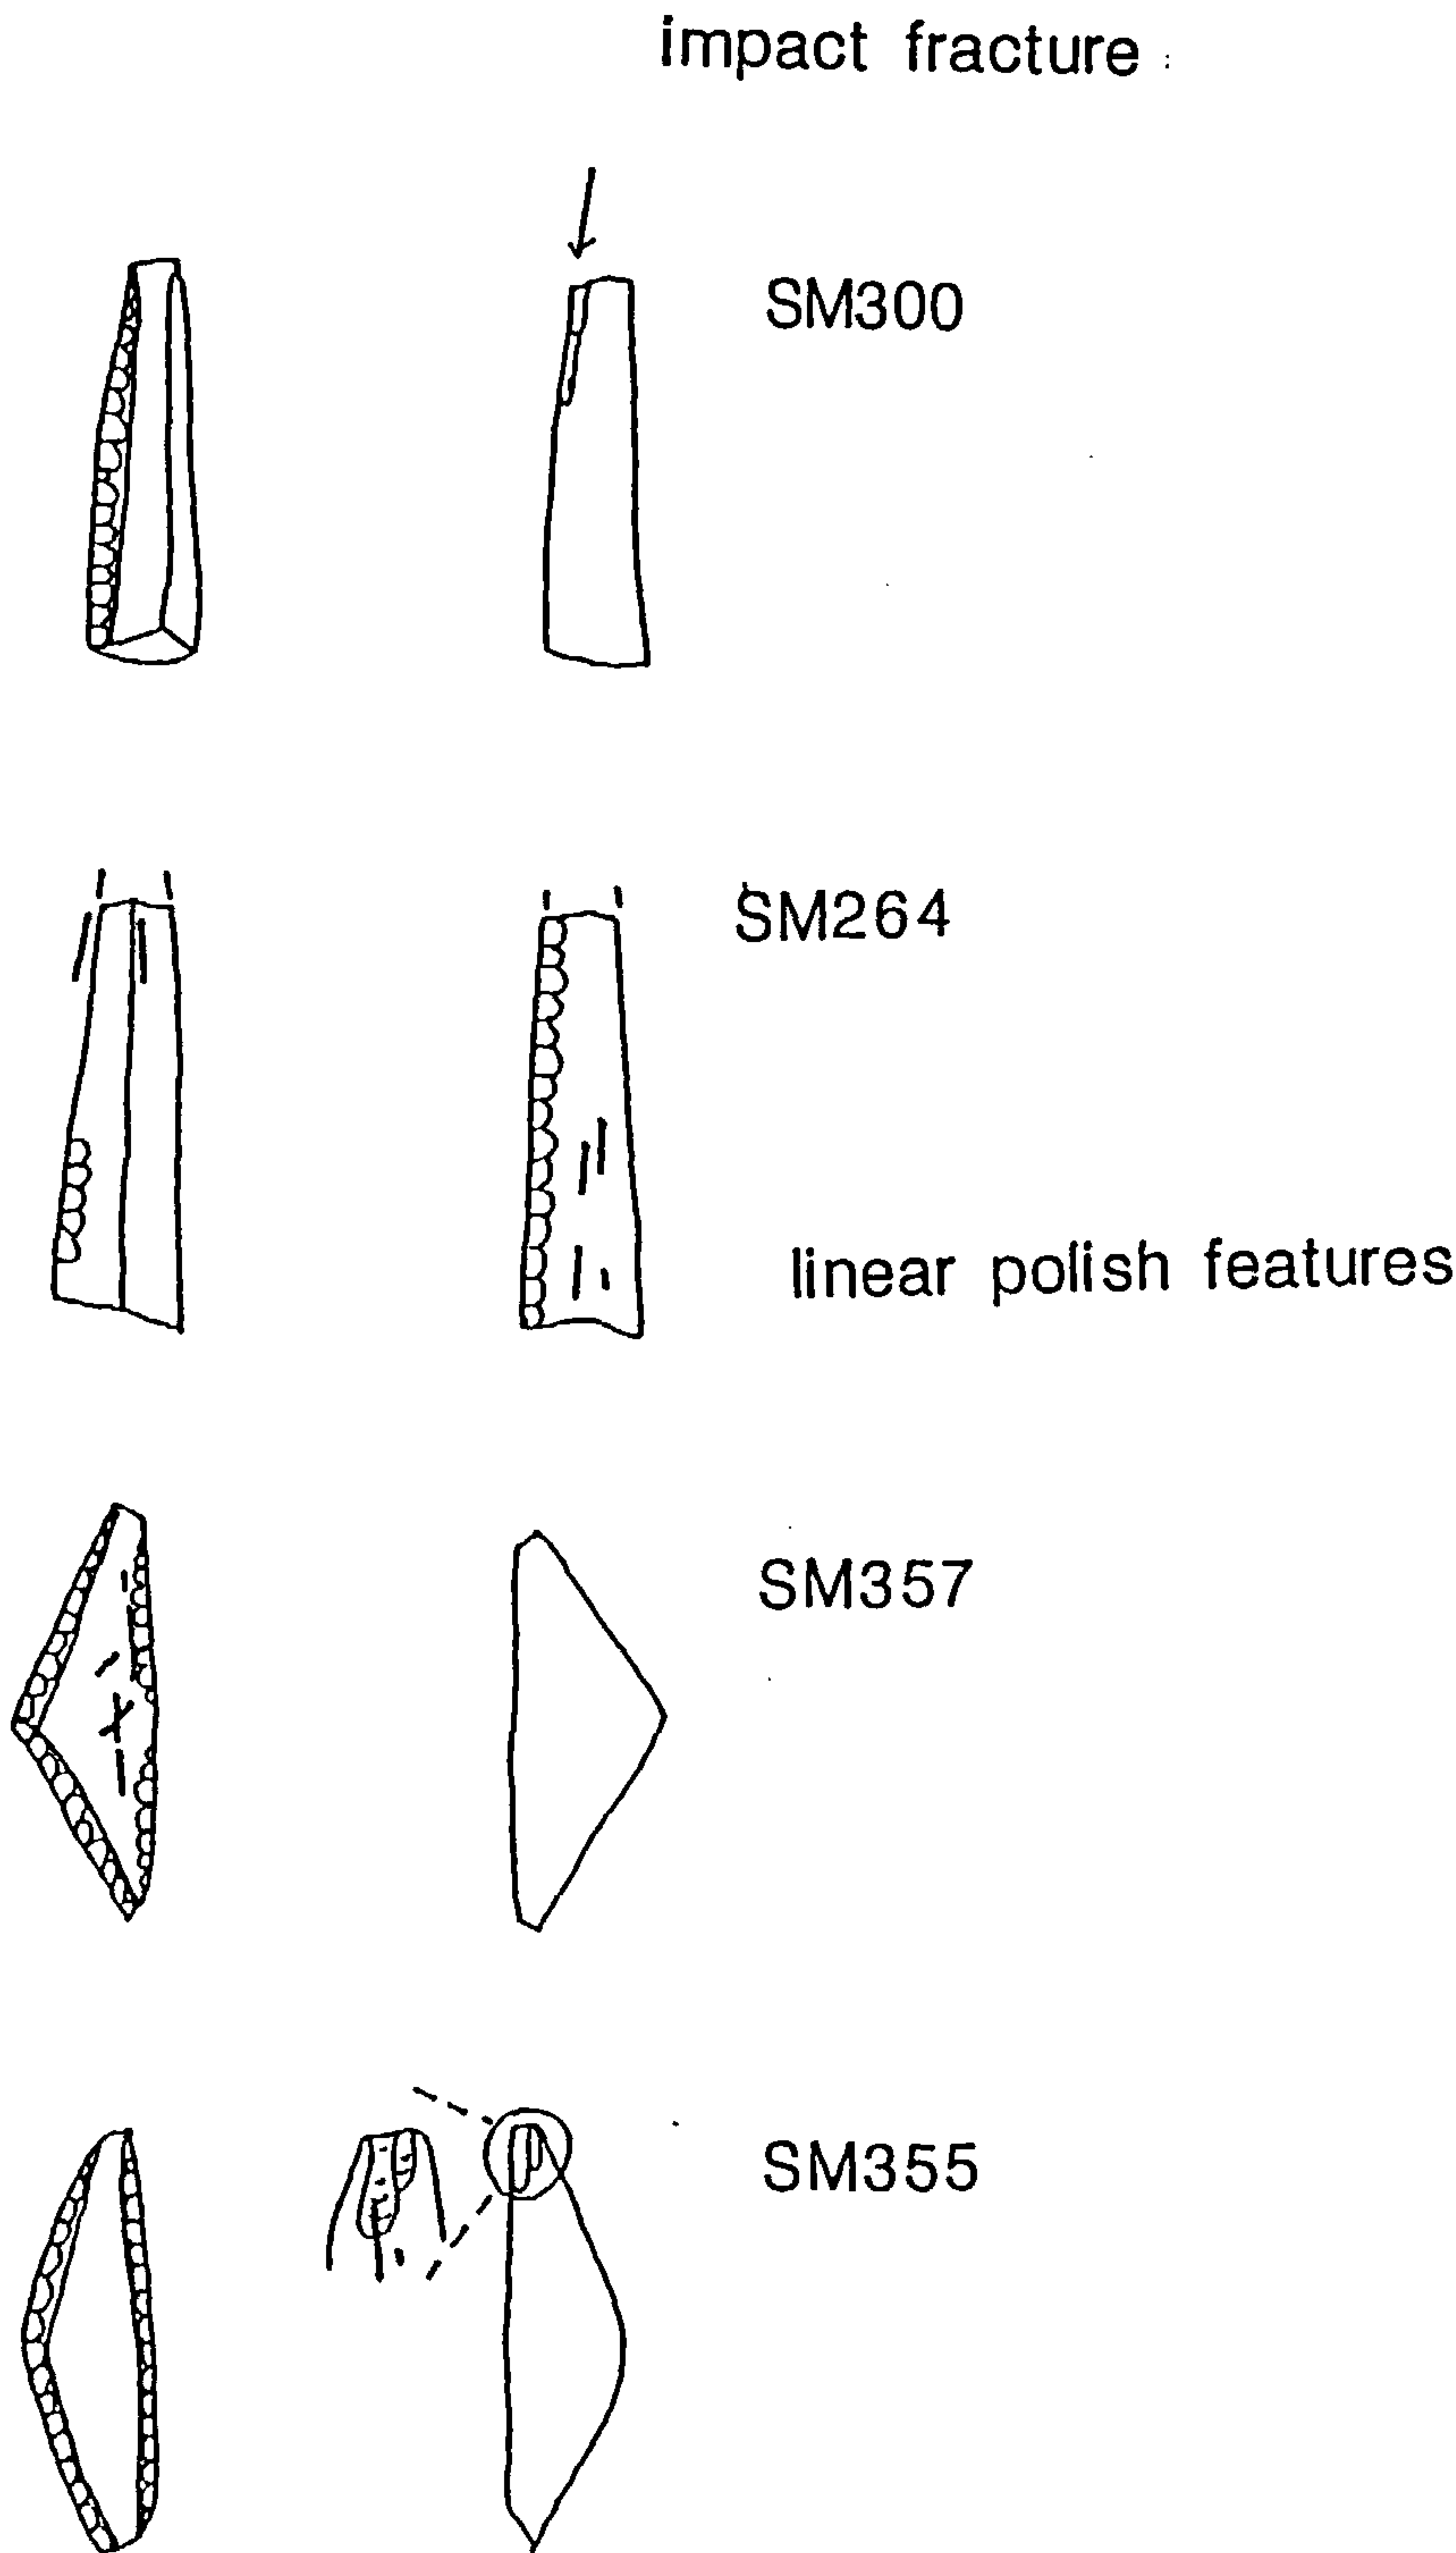 impact fracture
SM300
SM264
linear polish features
SM357
SM355